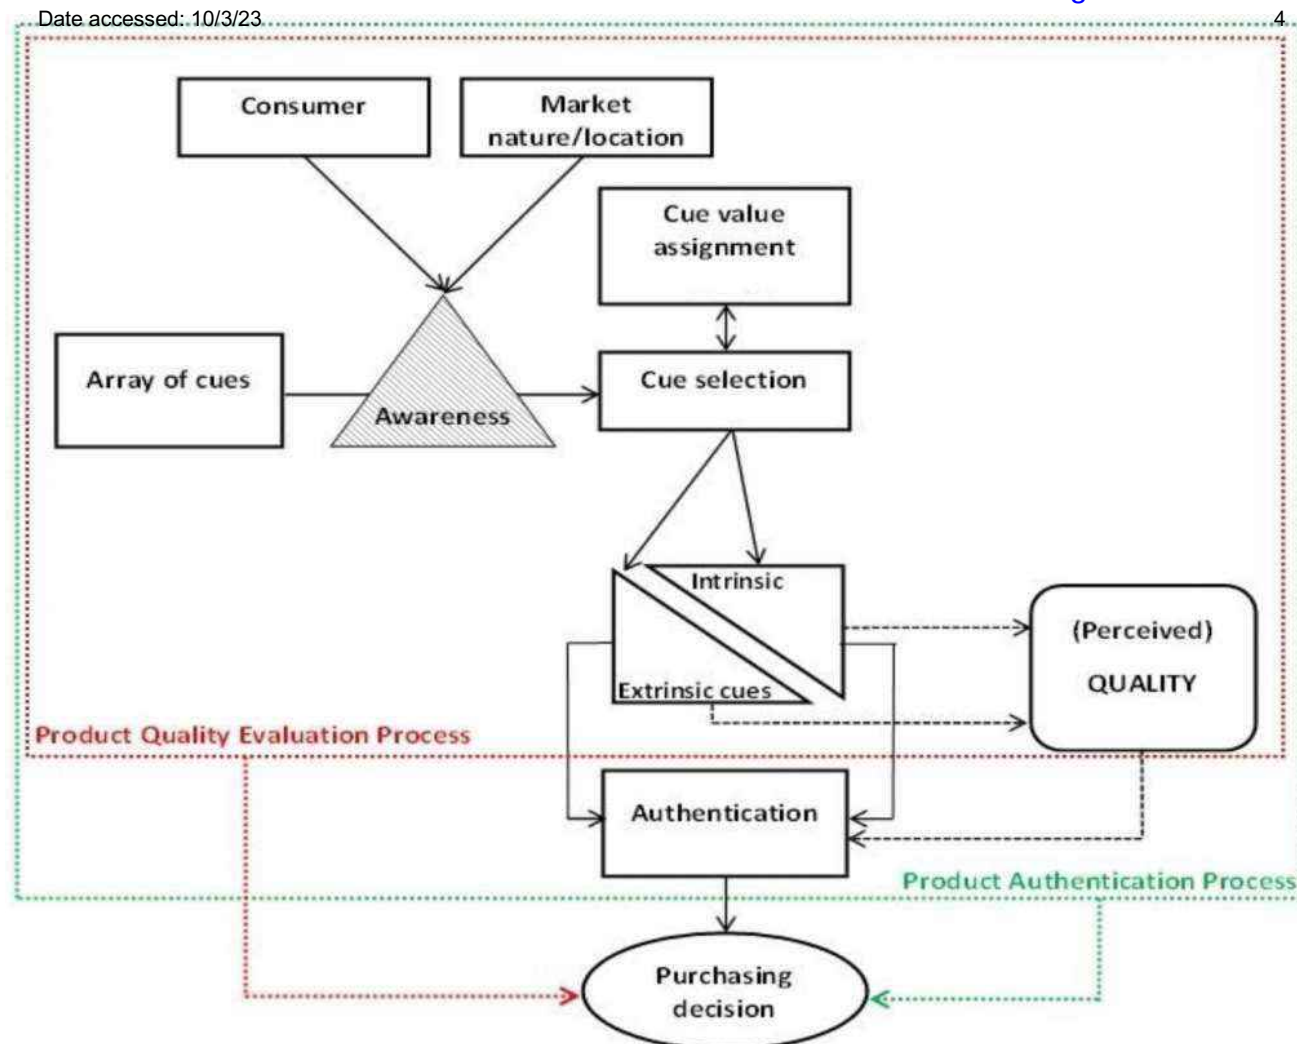 Date accessed: 10/3/23
4
Consumer
Market
nature/location
Cue value
assignment
Array of cues
Awareness
Cue selection
Intrinsic
Extrinsic cues
(Perceived)
QUALITY
Product Quality Evaluation Process
Authentication
Product Authentication Process
Purchasing
decision